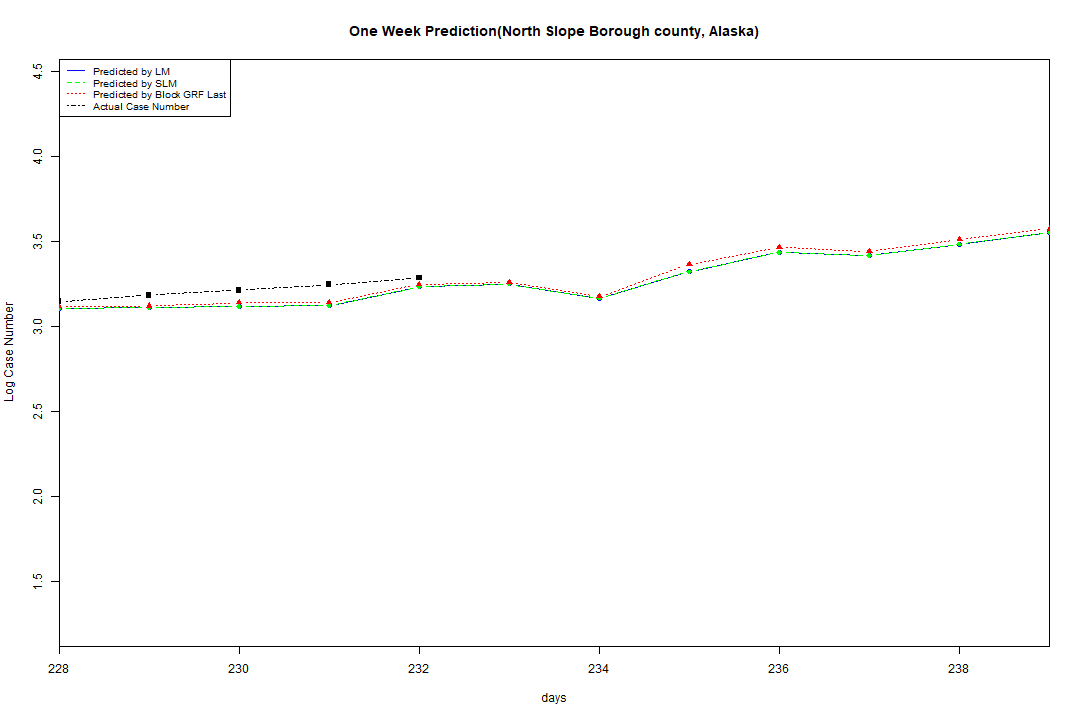 One Week Prediction(North Slope Borough county, Alaska)
Predicted by LM
Predicted by SLM
Predicted by Block GRF Last
Actual Case Number
4.5
4.0
3.5
3.0
2.5
2.0
1.5
Log Case Number
228 230 232 234 236 238
days